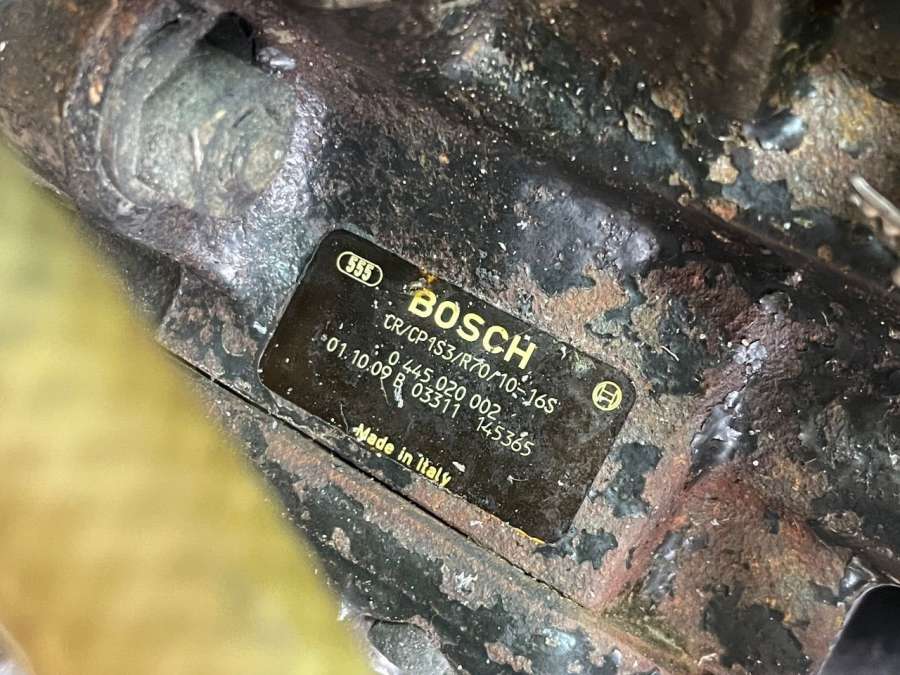 555
BOSCH
CR/CP1S3/R70/10-16S
0 445 020 002
01.10.09 B 03311 145365
Made in Italy